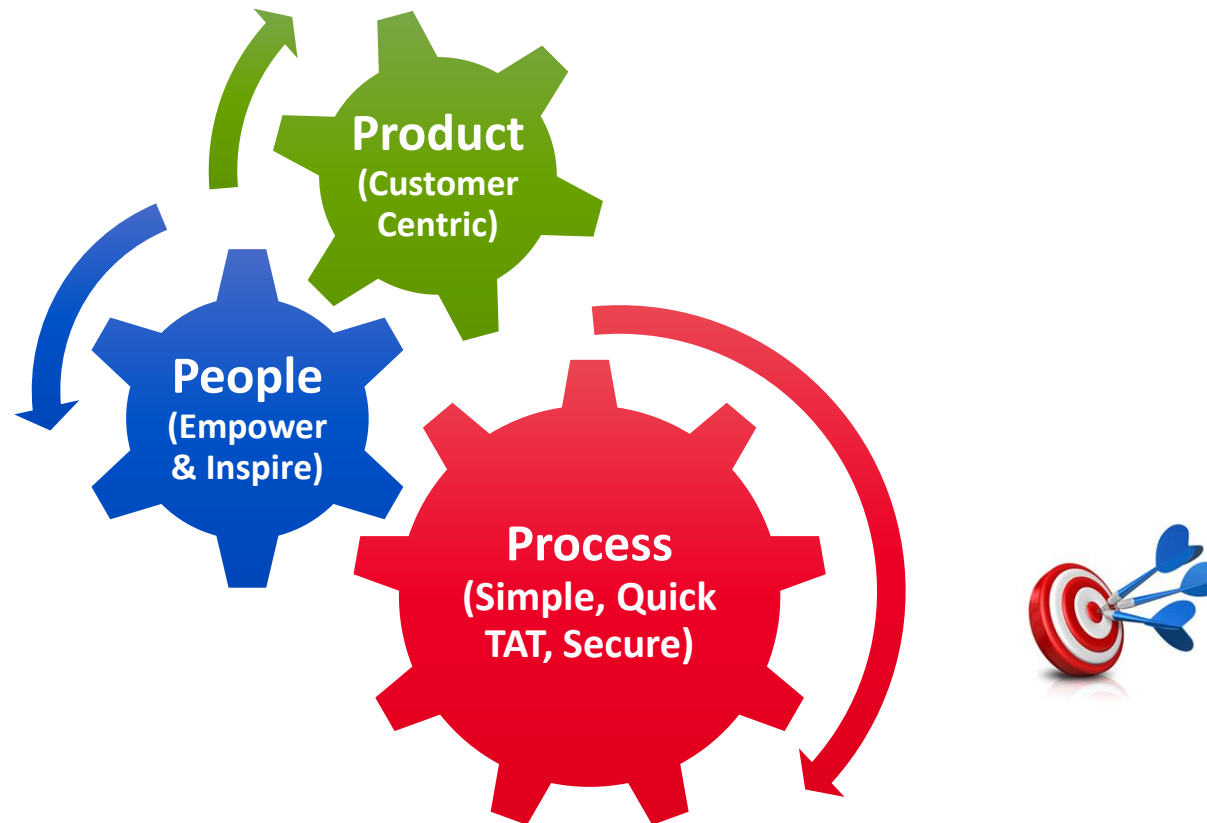 Product
(Customer
Centric)
People
(Empower
& Inspire)
Process
(Simple, Quick
TAT, Secure)